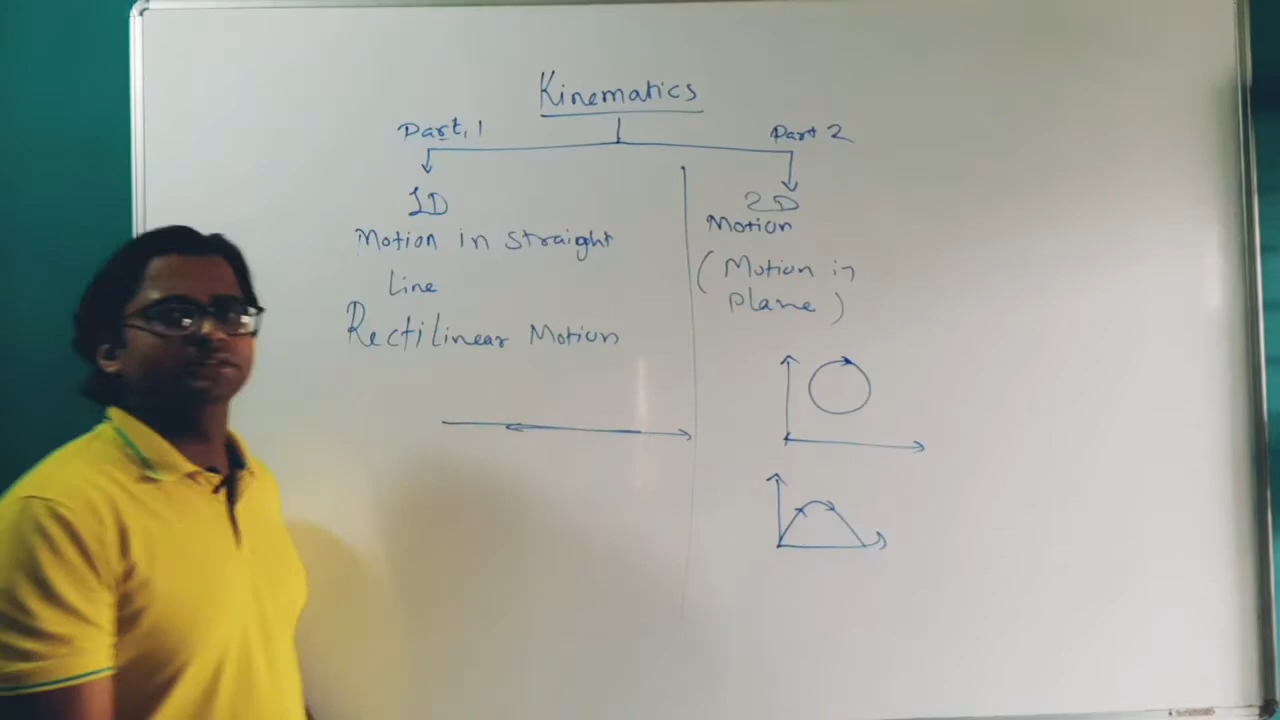 Kinematics
Part, 1
Part 2
1D
Motion in straight
Line
Rectilinear Motion
2D
Motion
(Motion in
plane)